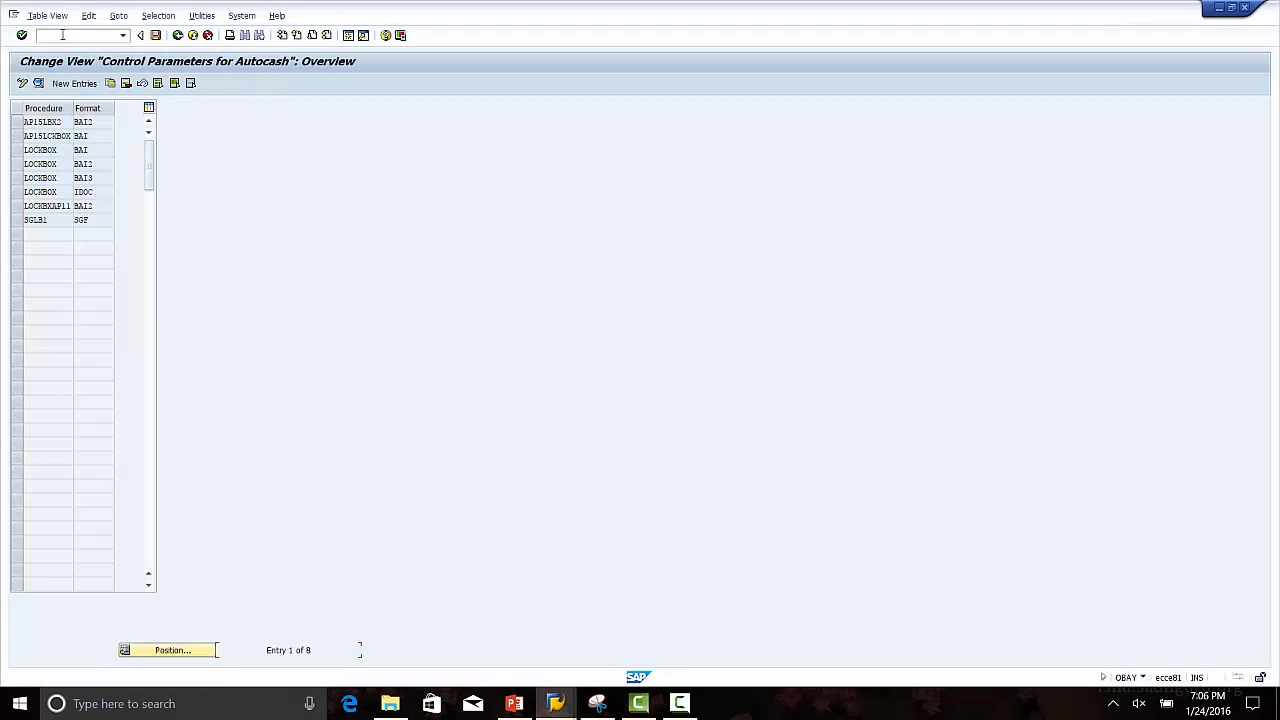 Table View Edit Goto Selection Utilities System Help
Change View "Control Parameters for Autocash": Overview
New Entries
Procedure Format
AP15LBX2 BAI2
AP15LCKBOX BAI
LOCKBOX BAI
LOCKBOX BAI2
LOCKBOX BAI3
LOCKBOX IDOC
LOCKBXAP11 BAI2
SGLB1 SGF
Position... Entry 1 of 8
SAP OBAY ecce81 INS
Type here to search
7:06 PM
1/24/2016